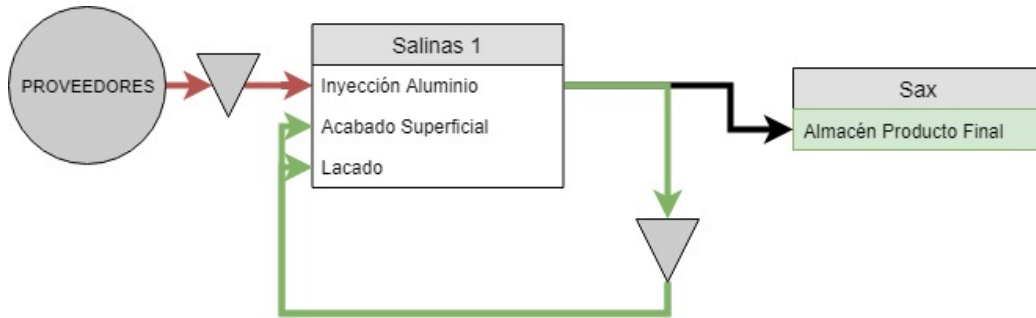 PROVEEDORES
Salinas 1
Inyección Aluminio
Acabado Superficial
Lacado
Sax
Almacén Producto Final